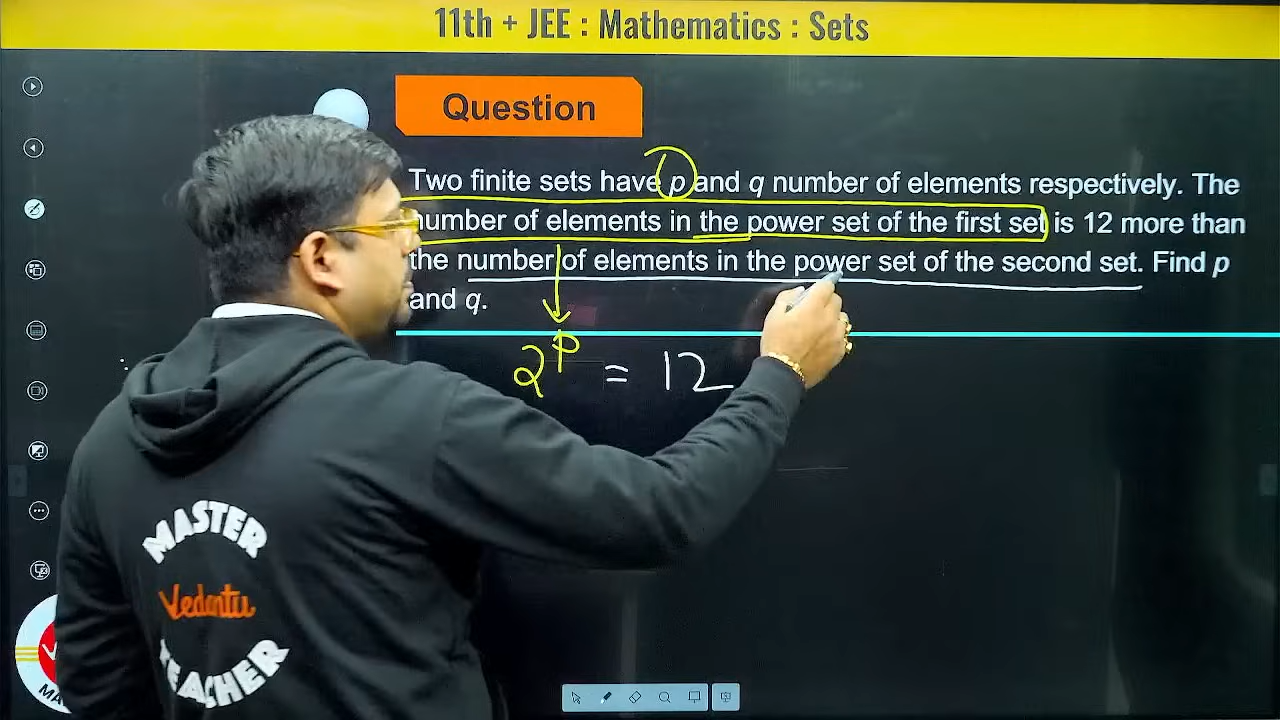 11th + JEE : Mathematics : Sets
Question
Two finite sets have p and q number of elements respectively. The
number of elements in the power set of the first set is 12 more than
the number of elements in the power set of the second set. Find p
and q.
2^p = 12
MASTER
Vedantu
TEACHER